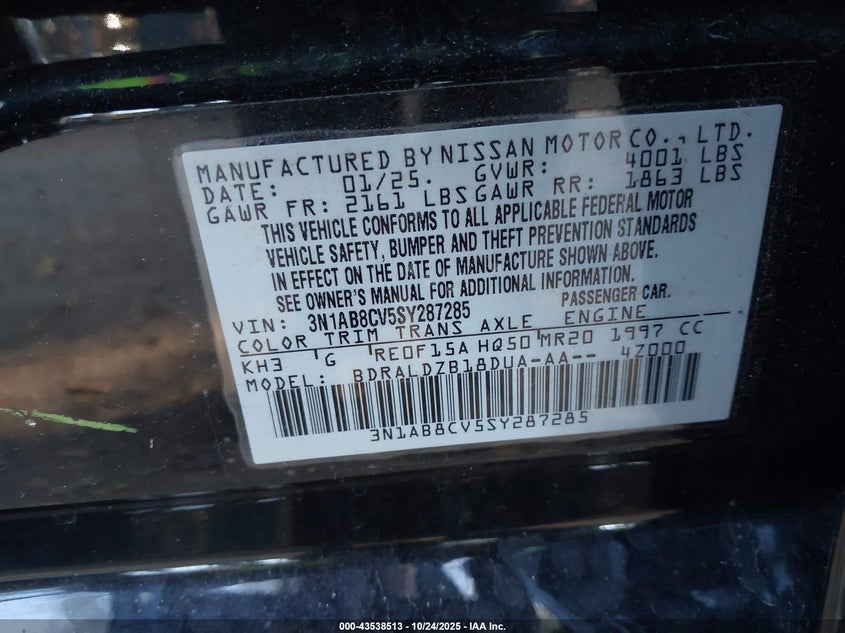 MANUFACTURED BY NISSAN MOTOR CO., LTD.
DATE: 01/25. GVWR: 4001 LBS
GAWR FR: 2161 LBS GAWR RR: 1863 LBS
THIS VEHICLE CONFORMS TO ALL APPLICABLE FEDERAL MOTOR
VEHICLE SAFETY, BUMPER AND THEFT PREVENTION STANDARDS
IN EFFECT ON THE DATE OF MANUFACTURE SHOWN ABOVE.
SEE OWNER'S MANUAL FOR ADDITIONAL INFORMATION.
VIN: 3N1AB8CV5SY287285 PASSENGER CAR.
COLOR TRIM TRANS AXLE ENGINE
KH3 G RE0F15A HQ50 MR20 1997 CC
MODEL: BDRALDZB18DUA-AA-- 4Z000
3N1AB8CV5SY287285
000-43538513 - 10/24/2025 - IAA Inc.